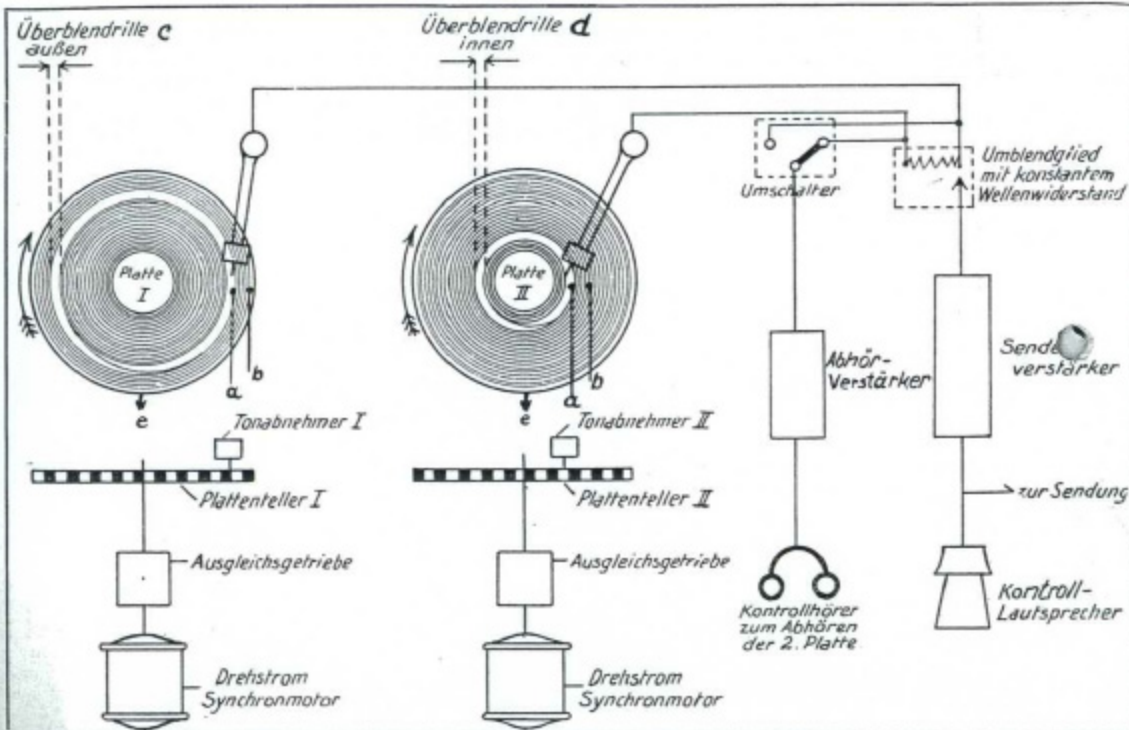 Überblendrille c
außen
Überblendrille d
innen
Umschalter
Umblendglied
mit konstantem
Wellenwiderstand
Platte
I
Platte
II
a
b
e
a
b
e
Tonabnehmer I
Plattenteller I
Tonabnehmer II
Plattenteller II
Abhör-
Verstärker
Sende
verstärker
zur Sendung
Ausgleichsgetriebe
Ausgleichsgetriebe
Kontrollhörer
zum Abhören
der 2. Platte
Kontroll-
Lautsprecher
Drehstrom
Synchronmotor
Drehstrom
Synchronmotor